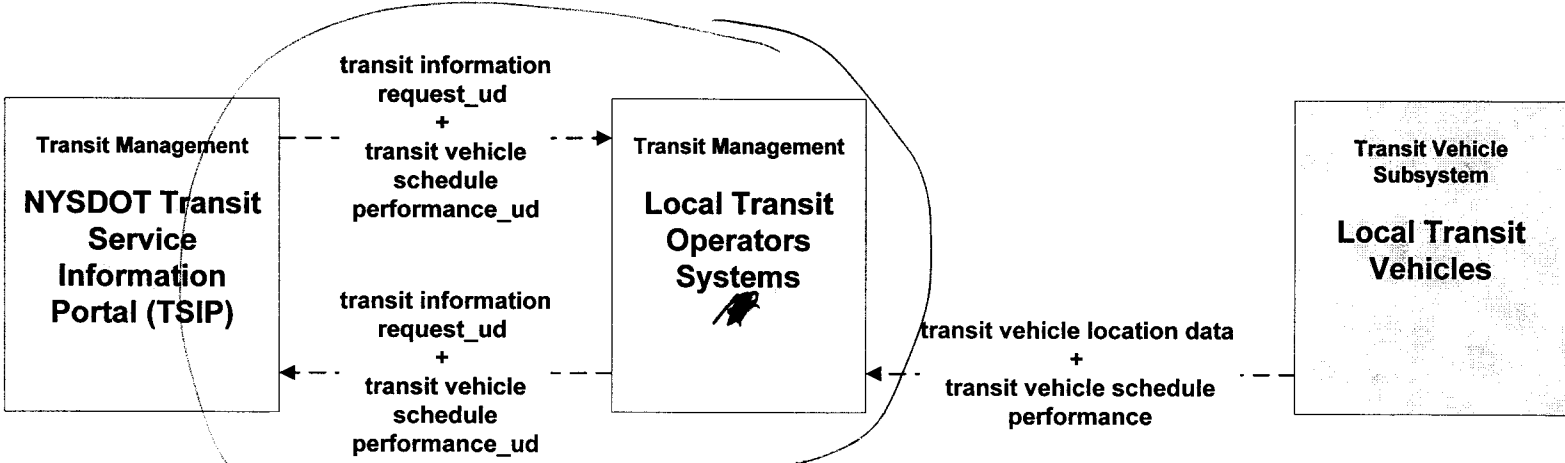 Transit Management
NYSDOT Transit
Service
Information
Portal (TSIP)
transit information
request_ud
+
transit vehicle
schedule
performance_ud
transit information
request_ud
+
transit vehicle
schedule
performance_ud
Transit Management
Local Transit
Operators
Systems
transit vehicle location data
+
transit vehicle schedule
performance
Transit Vehicle
Subsystem
Local Transit
Vehicles